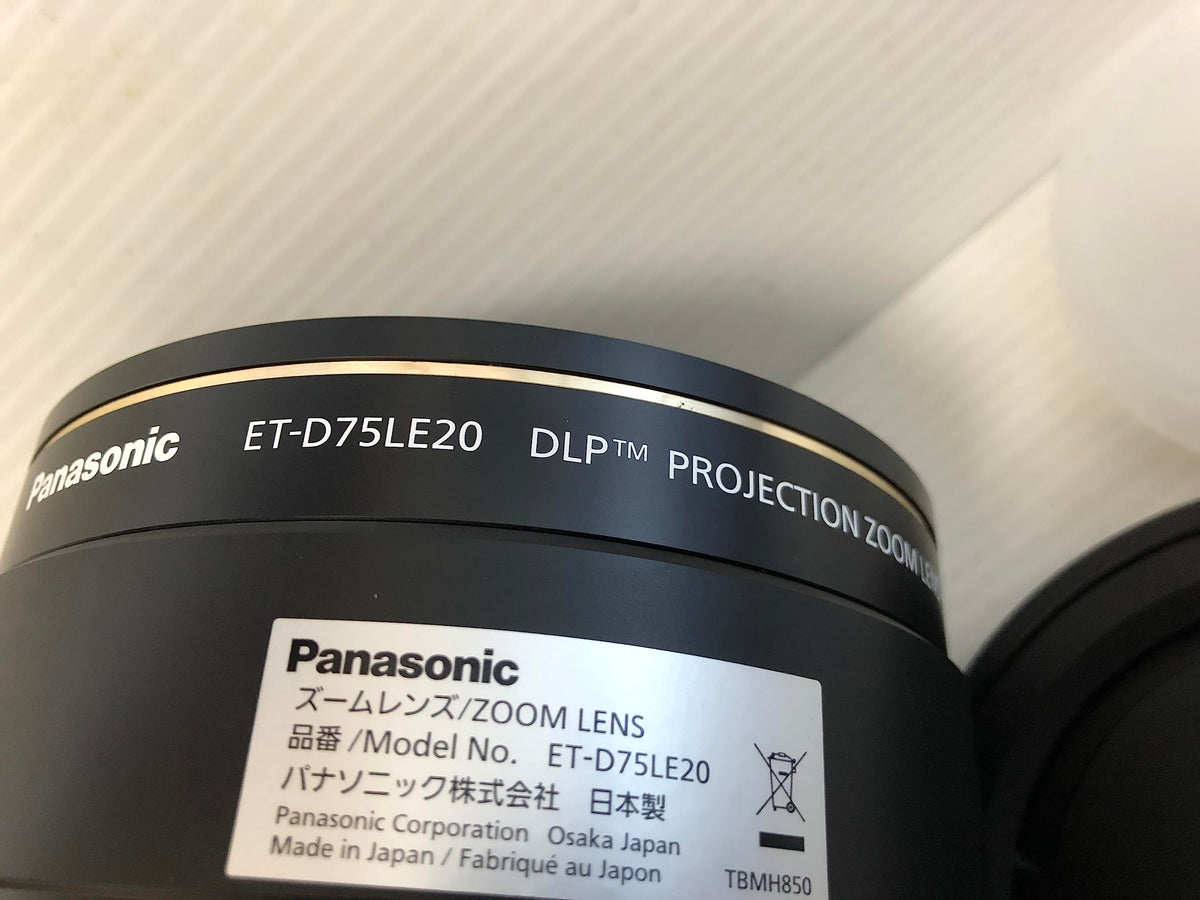 Panasonic ET-D75LE20 DLP™ PROJECTION ZOOM LENS
Panasonic
ズームレンズ/ZOOM LENS
品番/Model No. ET-D75LE20
パナソニック株式会社 日本製
Panasonic Corporation Osaka Japan
Made in Japan / Fabriqué au Japon
TBMH850